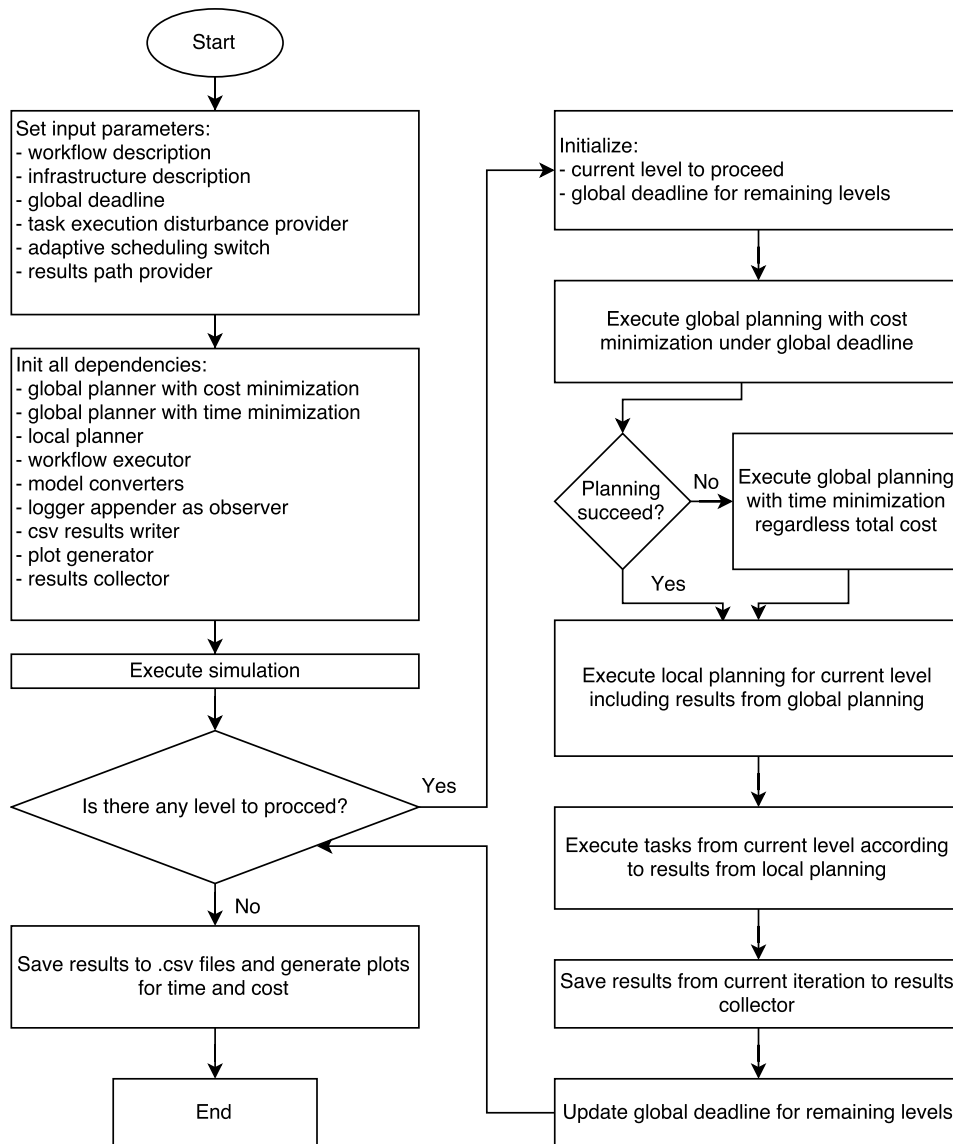 Start
Set input parameters:
- workflow description
- infrastructure description
- global deadline
- task execution disturbance provider
- adaptive scheduling switch
- results path provider
Init all dependencies:
- global planner with cost minimization
- global planner with time minimization
- local planner
- workflow executor
- model converters
- logger appender as observer
- csv results writer
- plot generator
- results collector
Execute simulation
Is there any level to procced?
Yes
No
Save results to .csv files and generate plots
for time and cost
End
Initialize:
- current level to proceed
- global deadline for remaining levels
Execute global planning with cost
minimization under global deadline
Planning
succeed?
No
Execute global planning
with time minimization
regardless total cost
Yes
Execute local planning for current level
including results from global planning
Execute tasks from current level according
to results from local planning
Save results from current iteration to results
collector
Update global deadline for remaining levels